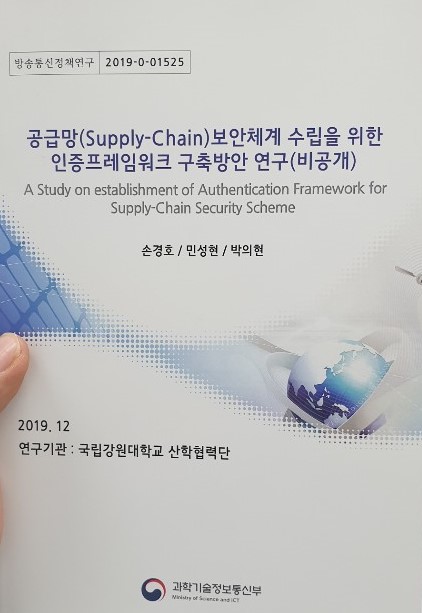 방송통신정책연구 2019-0-01525
공급망(Supply-Chain)보안체계 수립을 위한
인증프레임워크 구축방안 연구(비공개)
A Study on establishment of Authentication Framework for
Supply-Chain Security Scheme
손경호 / 민성현 / 박의현
2019. 12
연구기관 : 국립강원대학교 산학협력단
과학기술정보통신부
Ministry of Science and ICT